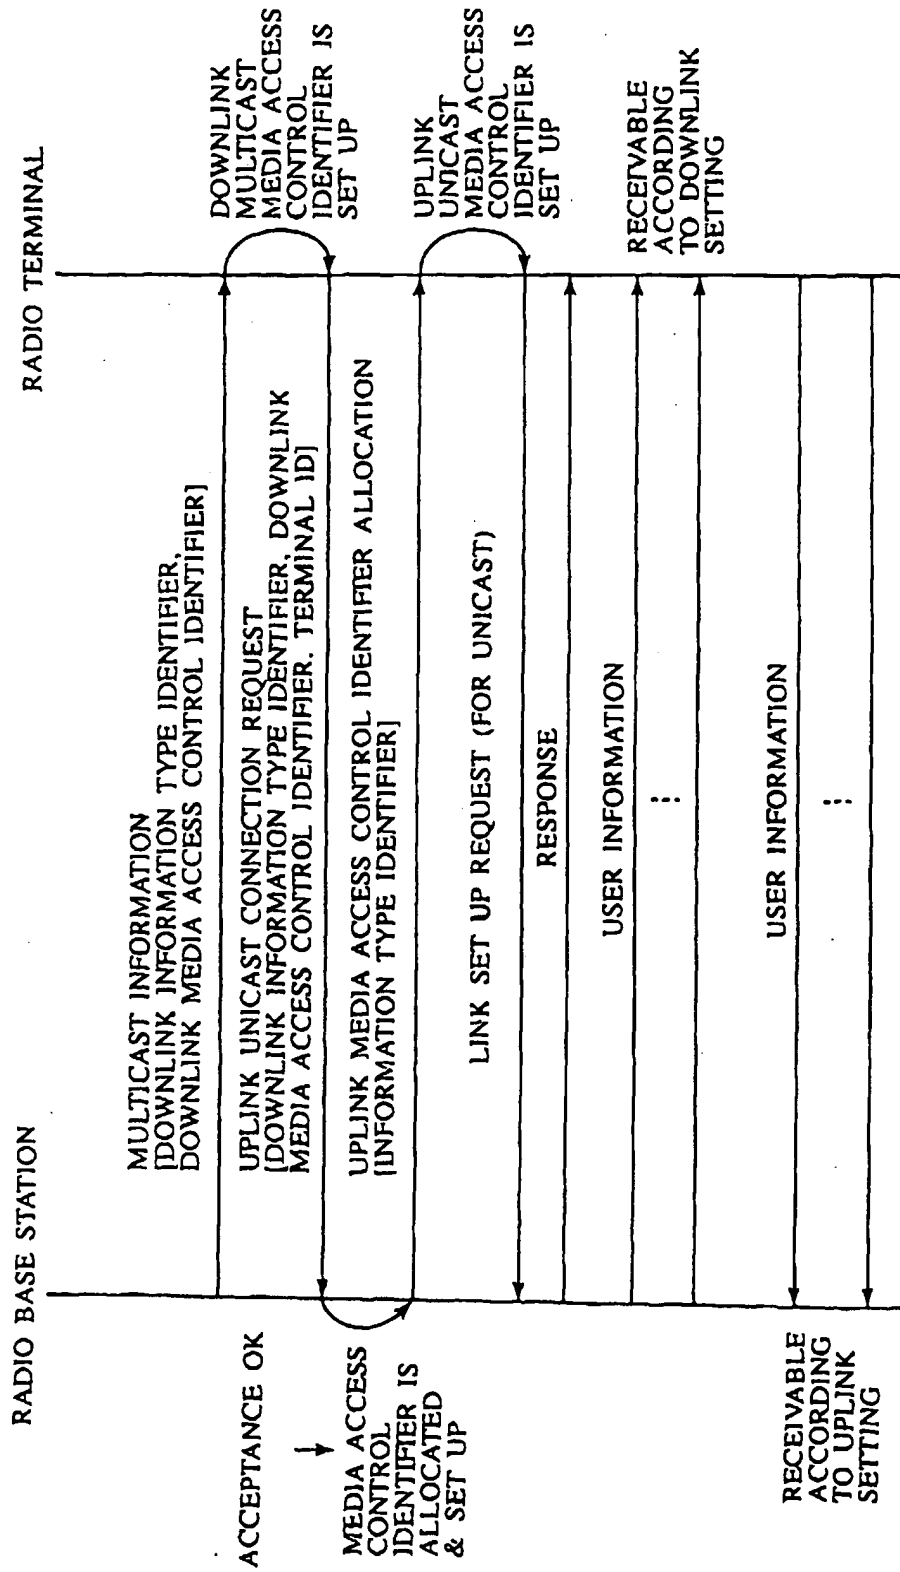 RADIO BASE STATION
RADIO TERMINAL
MULTICAST INFORMATION
[DOWNLINK INFORMATION TYPE IDENTIFIER,
DOWNLINK MEDIA ACCESS CONTROL IDENTIFIER]
DOWNLINK
MULTICAST
MEDIA ACCESS
CONTROL
IDENTIFIER IS
SET UP
UPLINK UNICAST CONNECTION REQUEST
[DOWNLINK INFORMATION TYPE IDENTIFIER, DOWNLINK
MEDIA ACCESS CONTROL IDENTIFIER. TERMINAL ID]
ACCEPTANCE OK
MEDIA ACCESS
CONTROL
IDENTIFIER IS
ALLOCATED
& SET UP
UPLINK MEDIA ACCESS CONTROL IDENTIFIER ALLOCATION
[INFORMATION TYPE IDENTIFIER]
UPLINK
UNICAST
MEDIA ACCESS
CONTROL
IDENTIFIER IS
SET UP
LINK SET UP REQUEST (FOR UNICAST)
RESPONSE
USER INFORMATION
RECEIVABLE
ACCORDING
TO DOWNLINK
SETTING
USER INFORMATION
RECEIVABLE
ACCORDING
TO UPLINK
SETTING